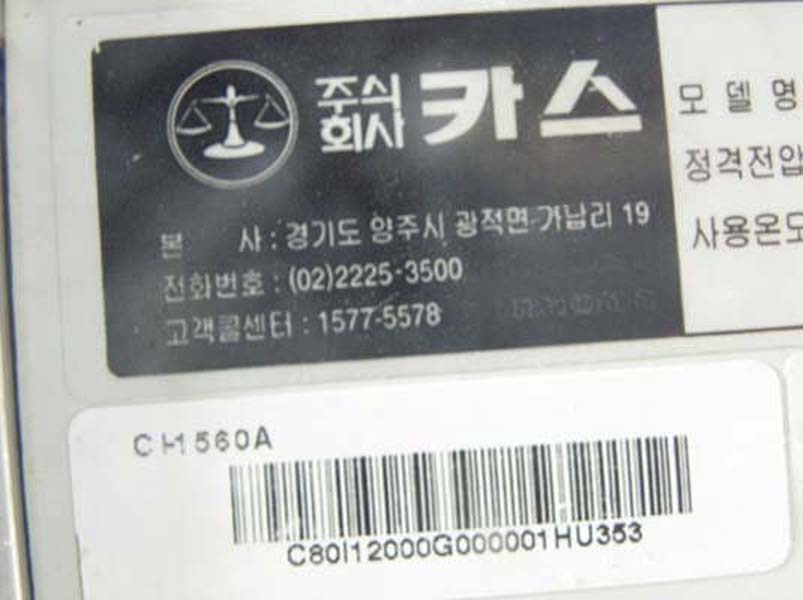 주식
회사 카스
본 사 : 경기도 양주시 광적면 가납리 19
전화번호 : (02)2225-3500
고객콜센터 : 1577-5578
모 델 명
정격전압
사용온도
1560A
C80I12000G000001HU353